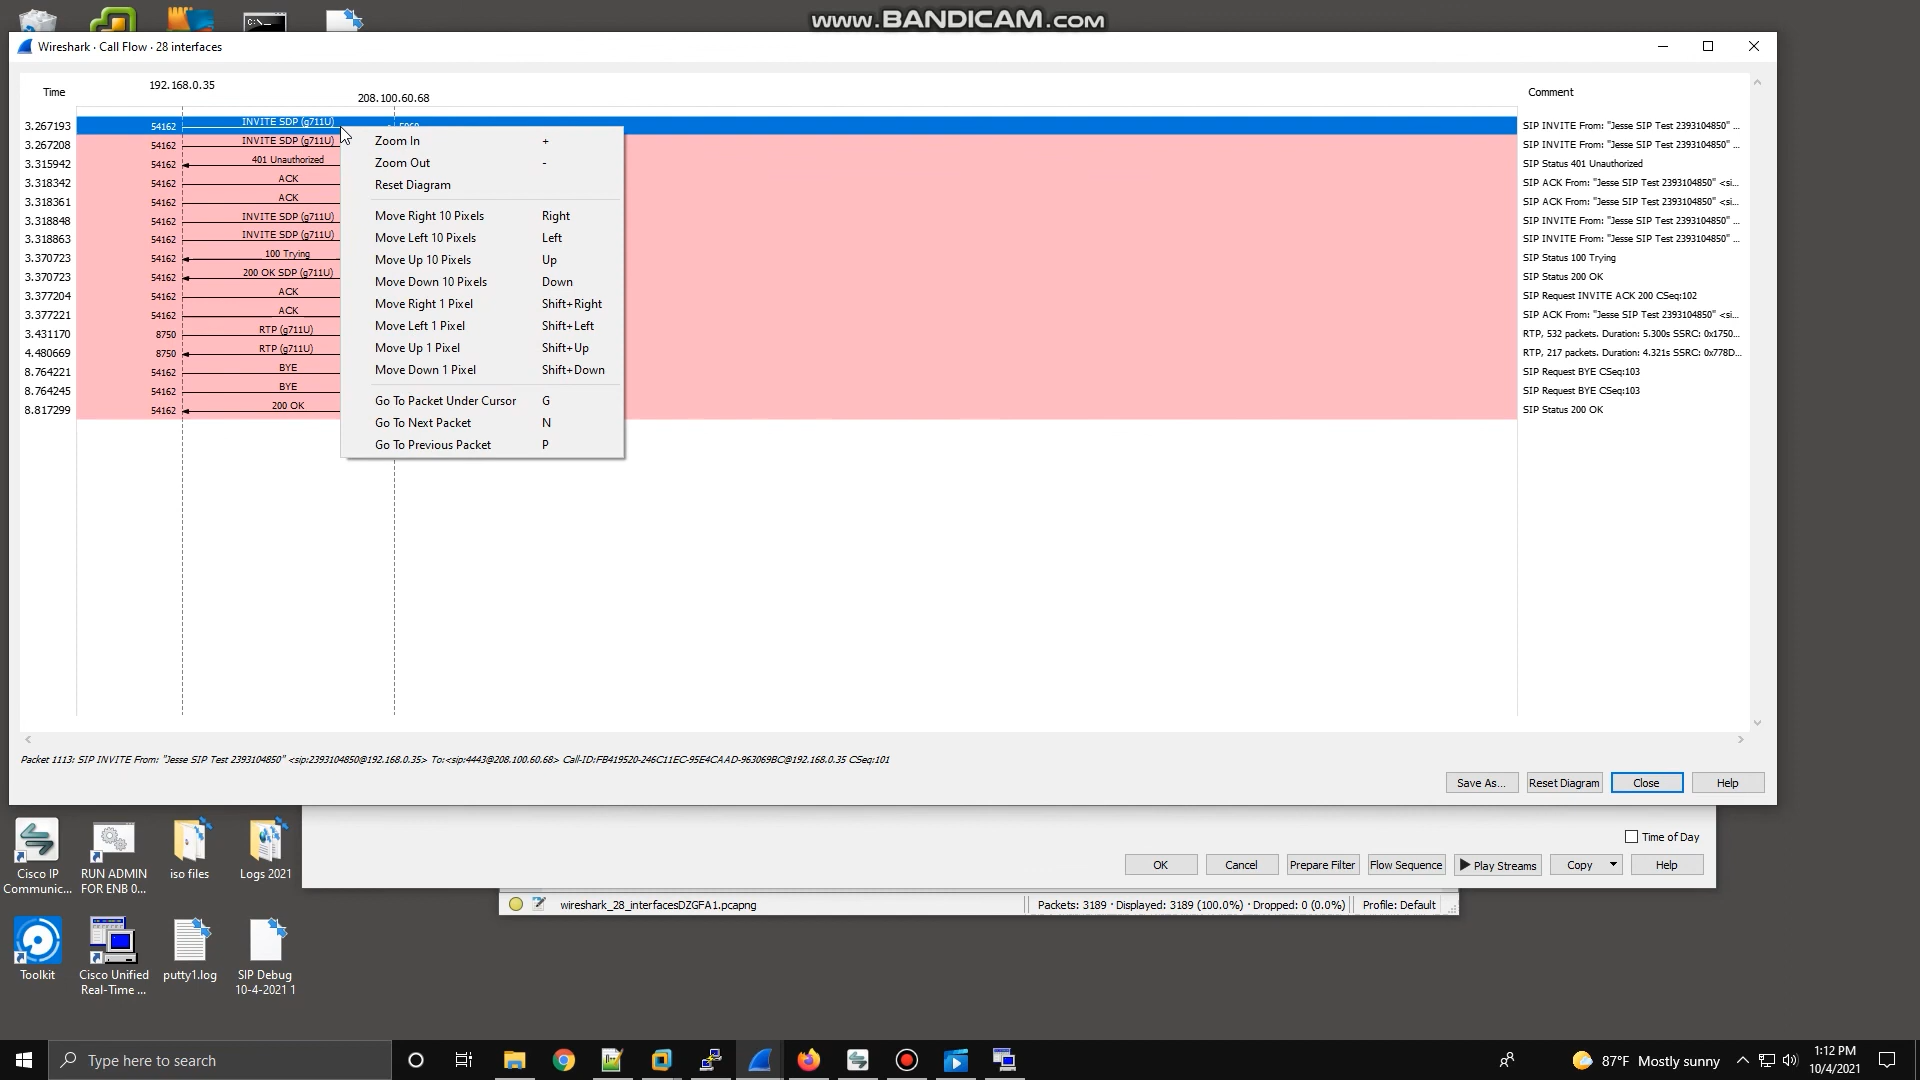 www.BANDICAM.com
Wireshark · Call Flow · 28 interfaces
Time
192.168.0.35
208.100.60.68
Comment
3.267193 54162 INVITE SDP (g711U) SIP INVITE From: "Jesse SIP Test 2393104850" ...
3.267208 54162 INVITE SDP (g711U) SIP INVITE From: "Jesse SIP Test 2393104850" ...
3.315942 54162 401 Unauthorized SIP Status 401 Unauthorized
3.318342 54162 ACK SIP ACK From: "Jesse SIP Test 2393104850" <si...
3.318361 54162 ACK SIP ACK From: "Jesse SIP Test 2393104850" <si...
3.318848 54162 INVITE SDP (g711U) SIP INVITE From: "Jesse SIP Test 2393104850" ...
3.318863 54162 INVITE SDP (g711U) SIP INVITE From: "Jesse SIP Test 2393104850" ...
3.370723 54162 100 Trying SIP Status 100 Trying
3.370723 54162 200 OK SDP (g711U) SIP Status 200 OK
3.377204 54162 ACK SIP Request INVITE ACK 200 CSeq:102
3.377221 54162 ACK SIP ACK From: "Jesse SIP Test 2393104850" <si...
3.431170 8750 RTP (g711U) RTP, 532 packets. Duration: 5.300s SSRC: 0x1750...
4.480669 8750 RTP (g711U) RTP, 217 packets. Duration: 4.321s SSRC: 0x778D...
8.764221 54162 BYE SIP Request BYE CSeq:103
8.764245 54162 BYE SIP Request BYE CSeq:103
8.817299 54162 200 OK SIP Status 200 OK
Zoom In +
Zoom Out -
Reset Diagram
Move Right 10 Pixels Right
Move Left 10 Pixels Left
Move Up 10 Pixels Up
Move Down 10 Pixels Down
Move Right 1 Pixel Shift+Right
Move Left 1 Pixel Shift+Left
Move Up 1 Pixel Shift+Up
Move Down 1 Pixel Shift+Down
Go To Packet Under Cursor G
Go To Next Packet N
Go To Previous Packet P
Packet 1113: SIP INVITE From: "Jesse SIP Test 2393104850" <sip:2393104850@192.168.0.35> To:<sip:4443@208.100.60.68> Call-ID:FB419520-246C11EC-95E4CAAD-963069BC@192.168.0.35 CSeq:101
Save As... Reset Diagram Close Help
Time of Day
OK Cancel Prepare Filter Flow Sequence Play Streams Copy Help
wireshark_28_interfacesDZGFA1.pcapng Packets: 3189 · Displayed: 3189 (100.0%) · Dropped: 0 (0.0%) Profile: Default
Cisco IP Communic...
RUN ADMIN FOR ENB 0...
iso files
Logs 2021
Toolkit
Cisco Unified Real-Time ...
putty1.log
SIP Debug 10-4-2021 1
Type here to search
87°F Mostly sunny
1:12 PM
10/4/2021